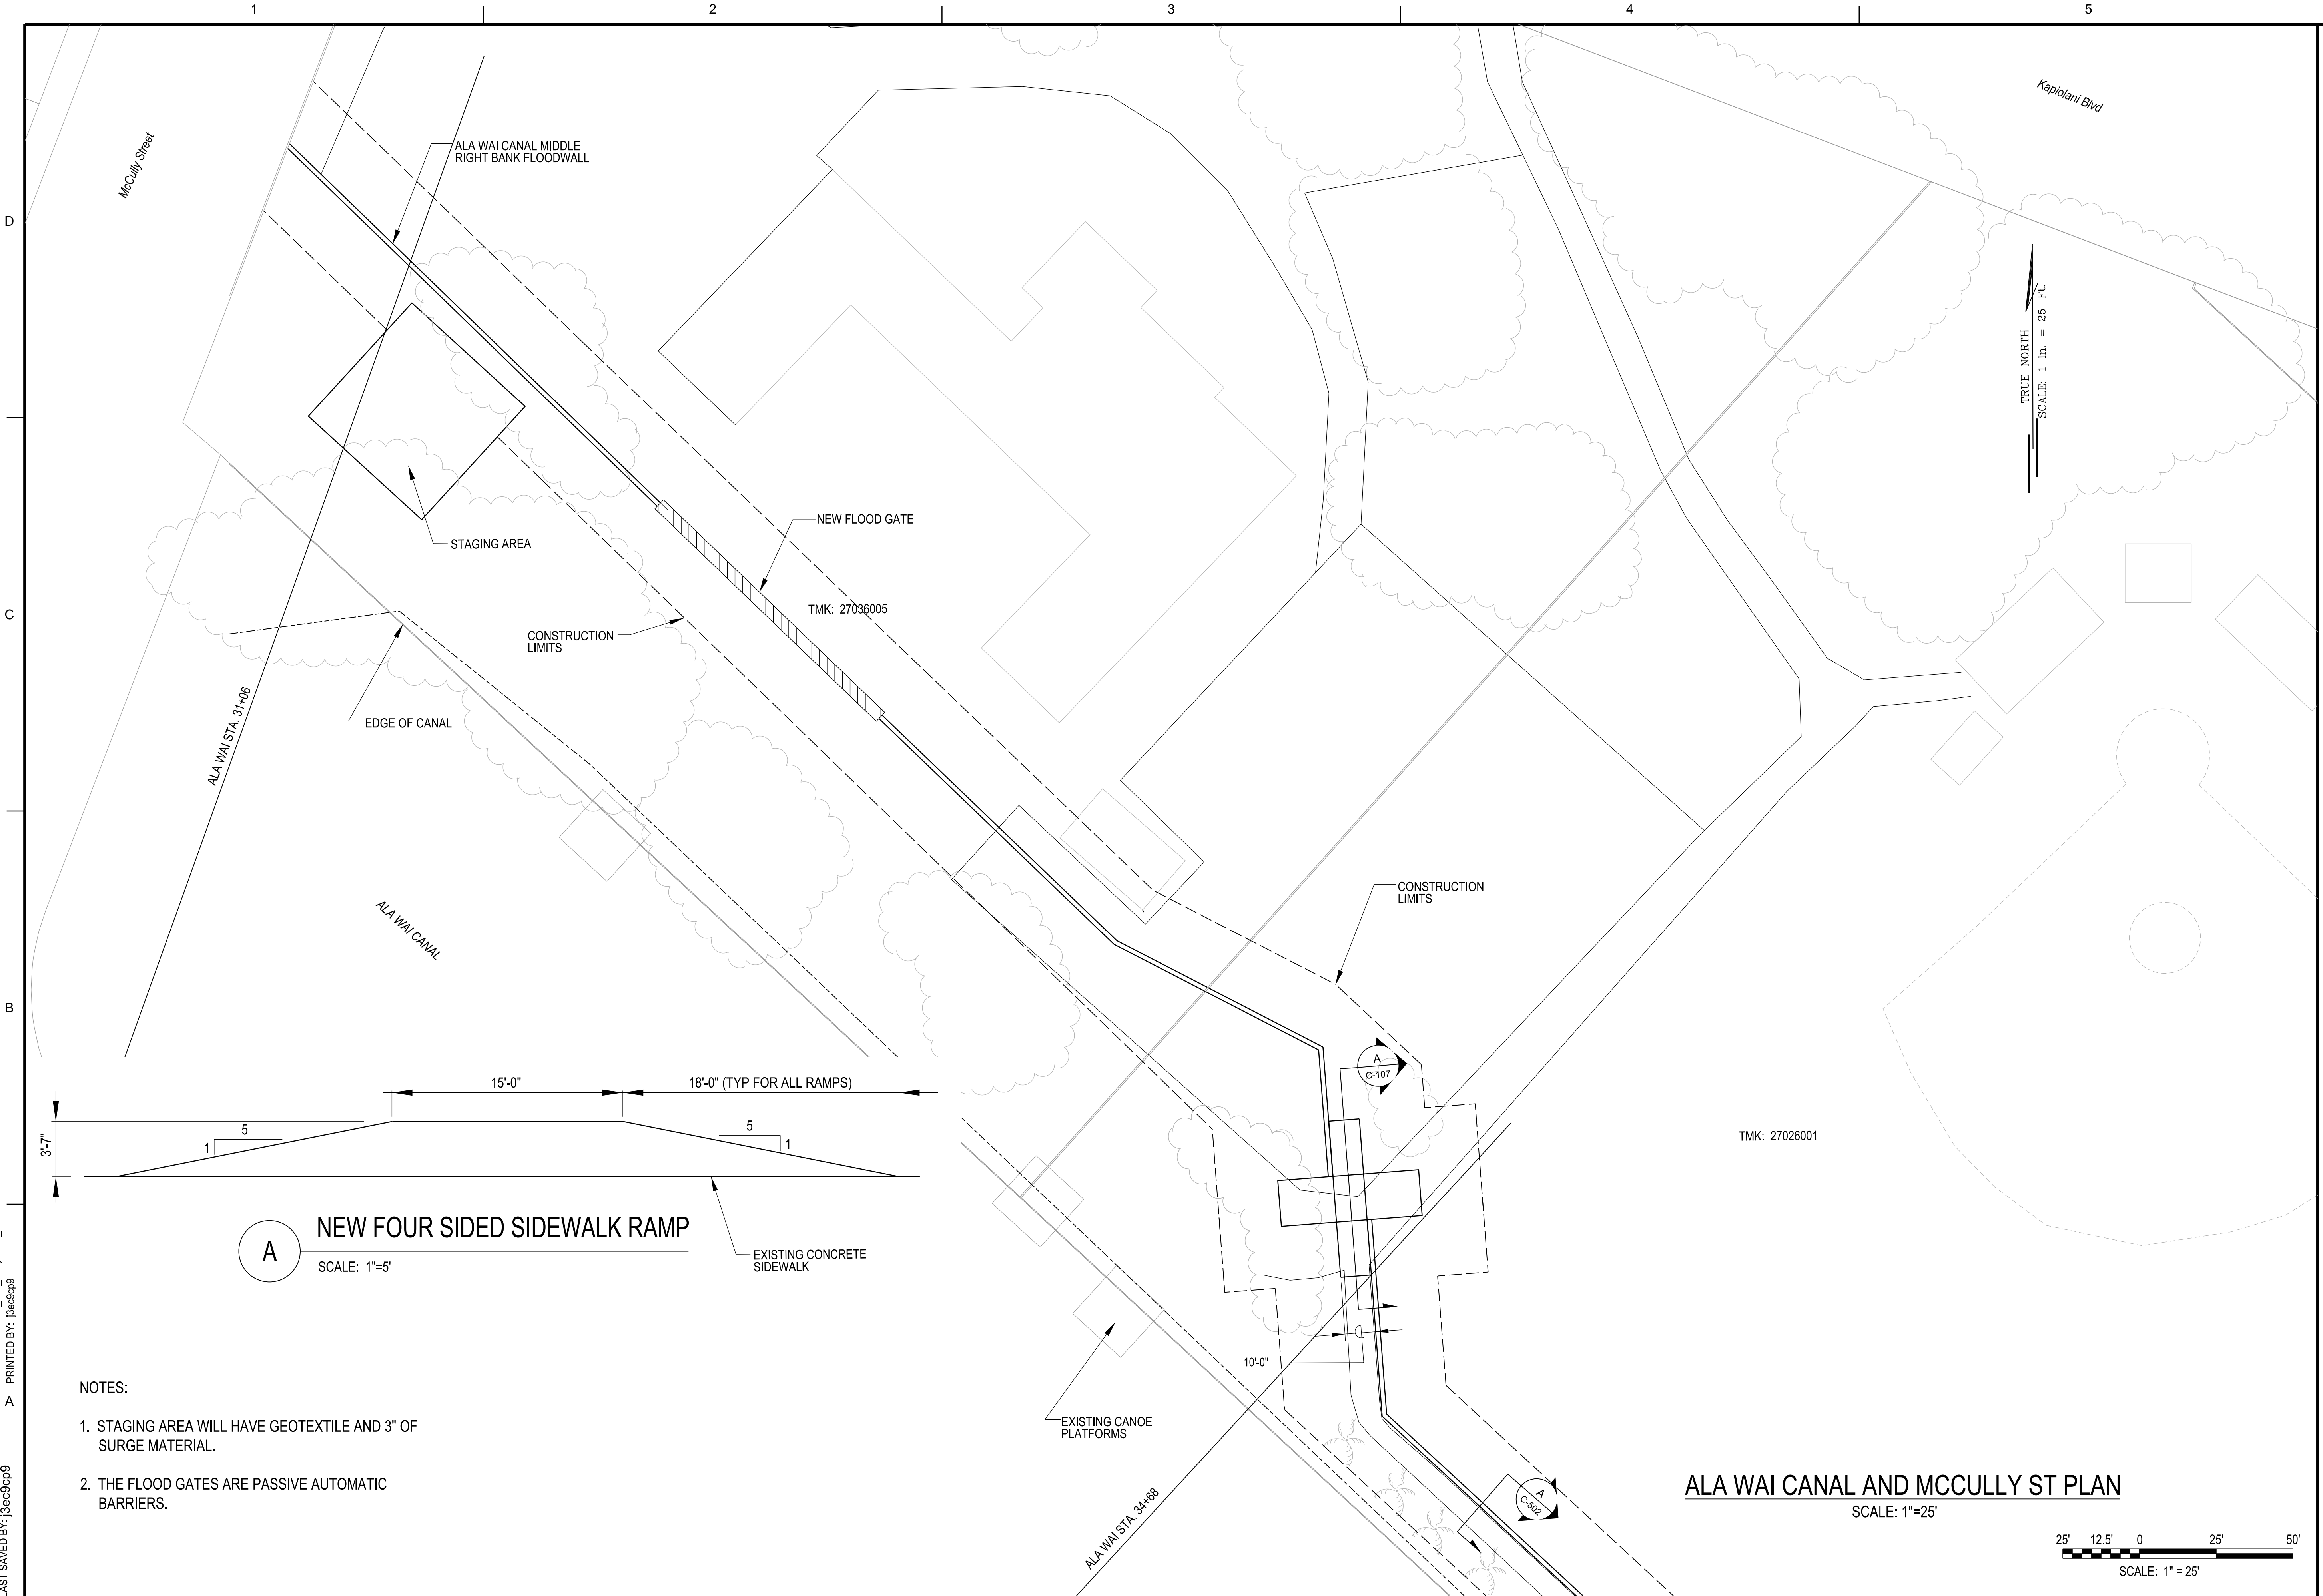 1
2
3
4
5
D
C
B
A
McCully Street
Kapiolani Blvd
ALA WAI CANAL MIDDLE
RIGHT BANK FLOODWALL
TRUE NORTH
SCALE: 1 In. = 25 Ft.
NEW FLOOD GATE
STAGING AREA
TMK: 27036005
CONSTRUCTION
LIMITS
EDGE OF CANAL
ALA WAI STA. 31+06
ALA WAI CANAL
CONSTRUCTION
LIMITS
A
C-107
TMK: 27026001
15'-0"
18'-0" (TYP FOR ALL RAMPS)
3'-7"
5
1
5
1
A
NEW FOUR SIDED SIDEWALK RAMP
SCALE: 1"=5'
EXISTING CONCRETE
SIDEWALK
10'-0"
EXISTING CANOE
PLATFORMS
ALA WAI STA. 34+68
A
C-502
NOTES:
1. STAGING AREA WILL HAVE GEOTEXTILE AND 3" OF
SURGE MATERIAL.
2. THE FLOOD GATES ARE PASSIVE AUTOMATIC
BARRIERS.
ALA WAI CANAL AND MCCULLY ST PLAN
SCALE: 1"=25'
25' 12.5' 0 25' 50'
SCALE: 1" = 25'
PRINTED BY: j3ec9cp9
LAST SAVED BY: j3ec9cp9